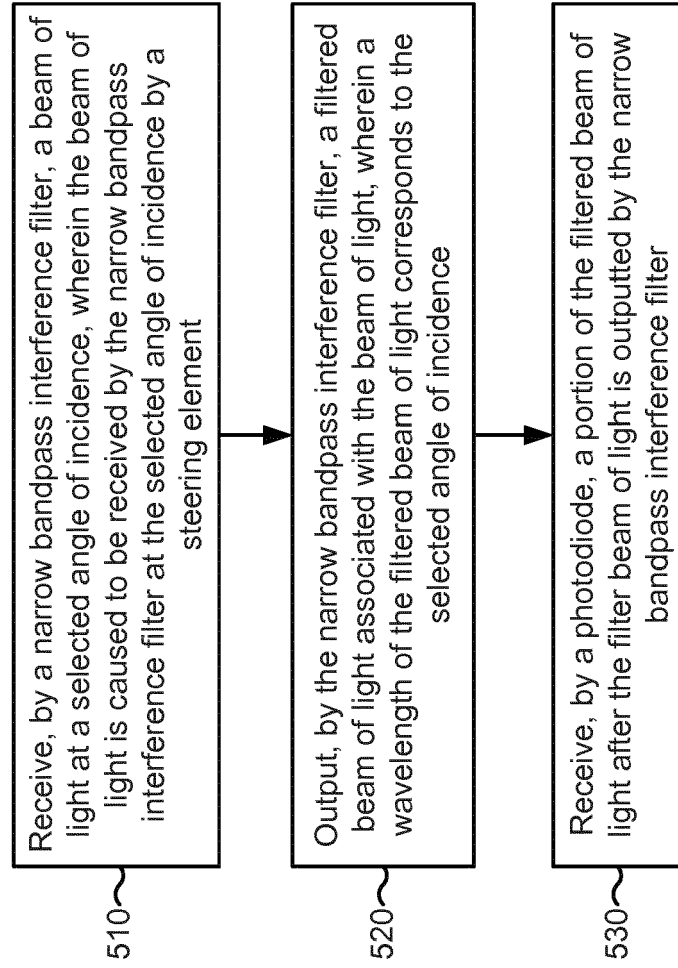 510
Receive, by a narrow bandpass interference filter, a beam of
light at a selected angle of incidence, wherein the beam of
light is caused to be received by the narrow bandpass
interference filter at the selected angle of incidence by a
steering element
520
Output, by the narrow bandpass interference filter, a filtered
beam of light associated with the beam of light, wherein a
wavelength of the filtered beam of light corresponds to the
selected angle of incidence
530
Receive, by a photodiode, a portion of the filtered beam of
light after the filter beam of light is outputted by the narrow
bandpass interference filter